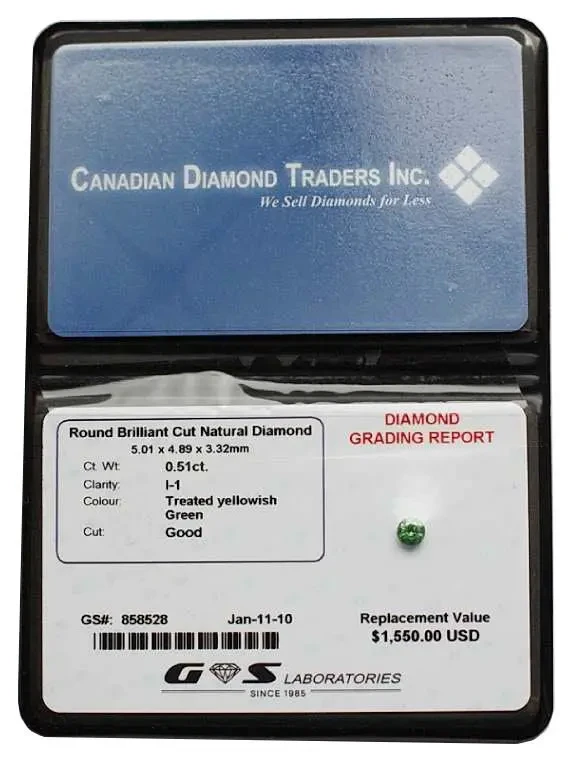 CANADIAN DIAMOND TRADERS INC.
We Sell Diamonds for Less
DIAMOND
GRADING REPORT
Round Brilliant Cut Natural Diamond
5.01 x 4.89 x 3.32mm
Ct. Wt: 0.51ct.
Clarity: I-1
Colour: Treated yellowish
Green
Cut: Good
GS#: 858528 Jan-11-10
Replacement Value
$1,550.00 USD
G S LABORATORIES
SINCE 1985